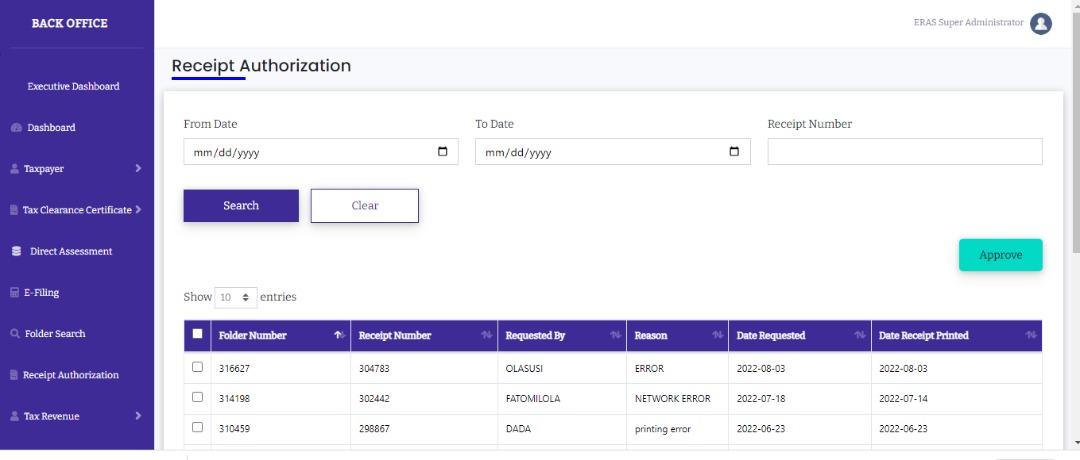 BACK OFFICE
ERAS Super Administrator
Executive Dashboard
Dashboard
Taxpayer
Tax Clearance Certificate
Direct Assessment
E-Filing
Folder Search
Receipt Authorization
Tax Revenue
Receipt Authorization
From Date
To Date
Receipt Number
mm/dd/yyyy
mm/dd/yyyy
Search
Clear
Approve
Show 10 entries
Folder Number Receipt Number Requested By Reason Date Requested Date Receipt Printed
316627 304783 OLASUSI ERROR 2022-08-03 2022-08-03
314198 302442 FATOMILOLA NETWORK ERROR 2022-07-18 2022-07-14
310459 298867 DADA printing error 2022-06-23 2022-06-23